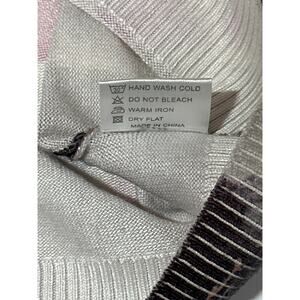 HAND WASH COLD
DO NOT BLEACH
WARM IRON
DRY FLAT
MADE IN CHINA